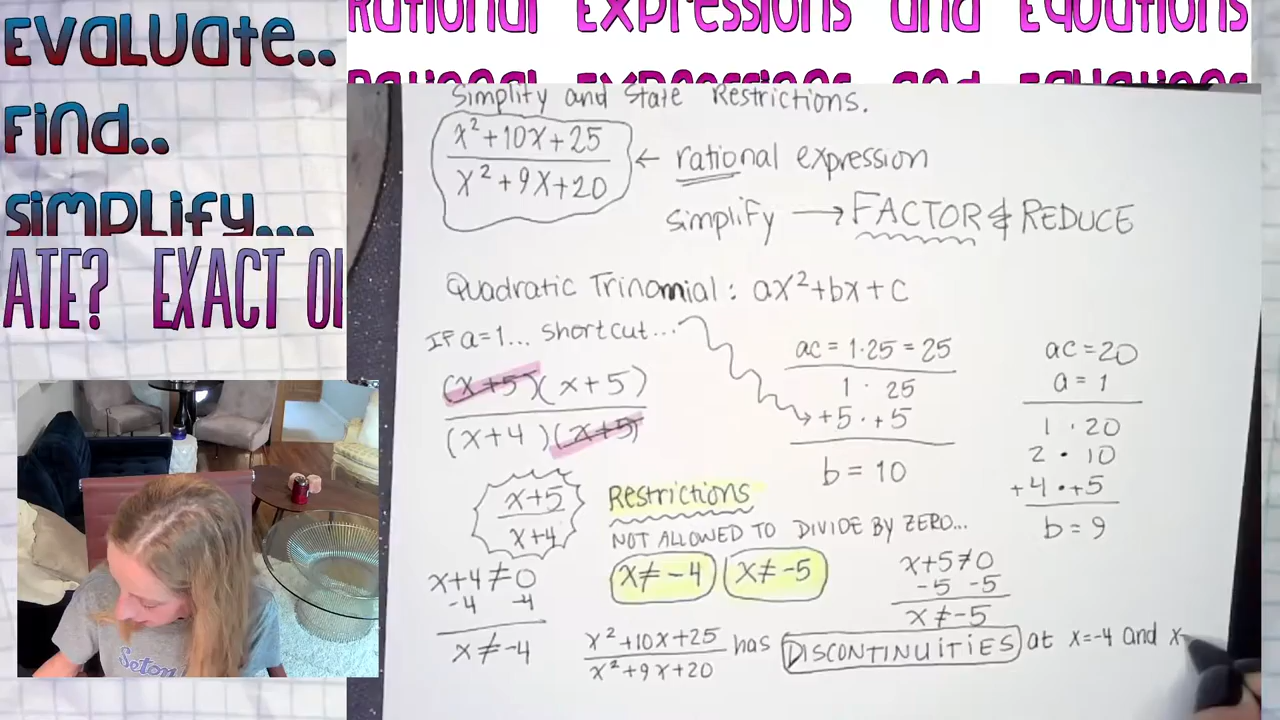 Evaluate..
Find..
Simplify...
ATE? EXACT O
Rational Expressions and Equations
Rational Expressions and Equations
Simplify and State Restrictions.
x²+10x+25
x²+9x+20
← rational expression
simplify → FACTOR & REDUCE
Quadratic Trinomial: ax²+bx+c
IF a=1... shortcut...
(x+5)(x+5)
(x+4)(x+5)
ac = 1·25 = 25
1 · 25
+5 · +5
b = 10
ac = 20
a = 1
1 · 20
2 · 10
+4 · +5
b = 9
x+5
x+4
Restrictions
NOT ALLOWED TO DIVIDE BY ZERO...
x≠-4 x≠-5
x+4≠0
-4 -4
x≠-4
x+5≠0
-5 -5
x≠-5
x²+10x+25
x²+9x+20
has DISCONTINUITIES at x=-4 and x
Seton